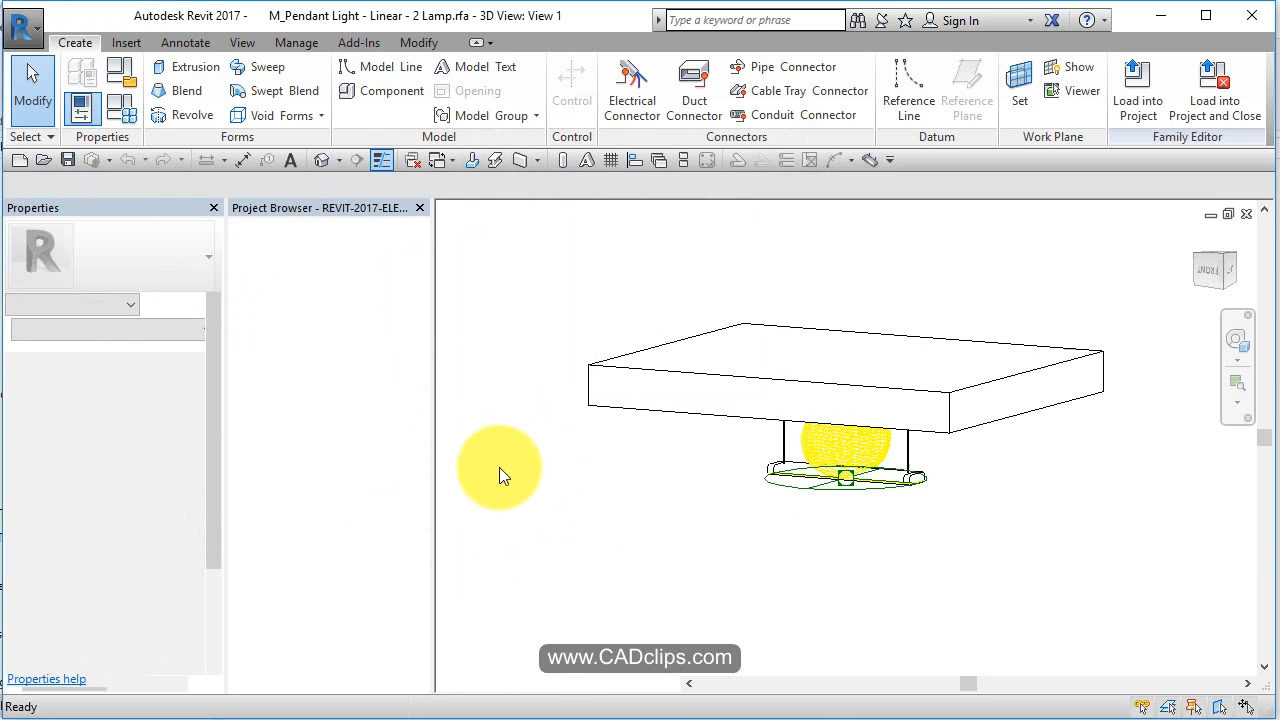 Autodesk Revit 2017 - M_Pendant Light - Linear - 2 Lamp.rfa - 3D View: View 1
Type a keyword or phrase
Sign In
Create Insert Annotate View Manage Add-Ins Modify
Modify
Select
Properties
Extrusion
Blend
Revolve
Sweep
Swept Blend
Void Forms
Forms
Model Line
Component
Model Text
Opening
Model Group
Model
Control
Control
Electrical Connector
Duct Connector
Pipe Connector
Cable Tray Connector
Conduit Connector
Connectors
Reference Line
Reference Plane
Datum
Set
Show
Viewer
Work Plane
Load into Project
Load into Project and Close
Family Editor
Properties
Project Browser - REVIT-2017-ELE...
FRONT
www.CADclips.com
Properties help
Ready